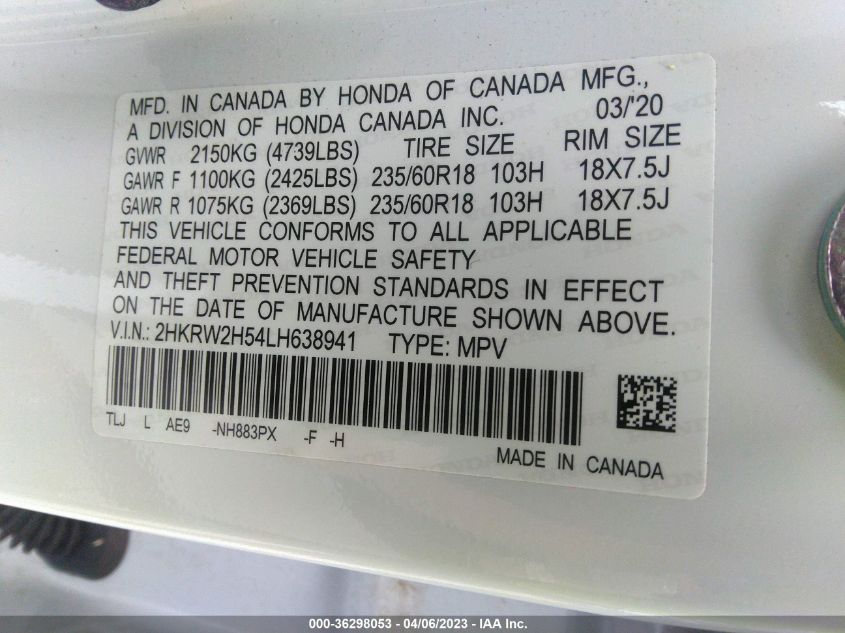 MFD. IN CANADA BY HONDA OF CANADA MFG.,
A DIVISION OF HONDA CANADA INC. 03/'20
GVWR 2150KG (4739LBS) TIRE SIZE RIM SIZE
GAWR F 1100KG (2425LBS) 235/60R18 103H 18X7.5J
GAWR R 1075KG (2369LBS) 235/60R18 103H 18X7.5J
THIS VEHICLE CONFORMS TO ALL APPLICABLE
FEDERAL MOTOR VEHICLE SAFETY
AND THEFT PREVENTION STANDARDS IN EFFECT
ON THE DATE OF MANUFACTURE SHOWN ABOVE.
V.I.N.: 2HKRW2H54LH638941 TYPE: MPV
TLJ L AE9 -NH883PX -F -H
MADE IN CANADA
000-36298053 - 04/06/2023 - IAA Inc.